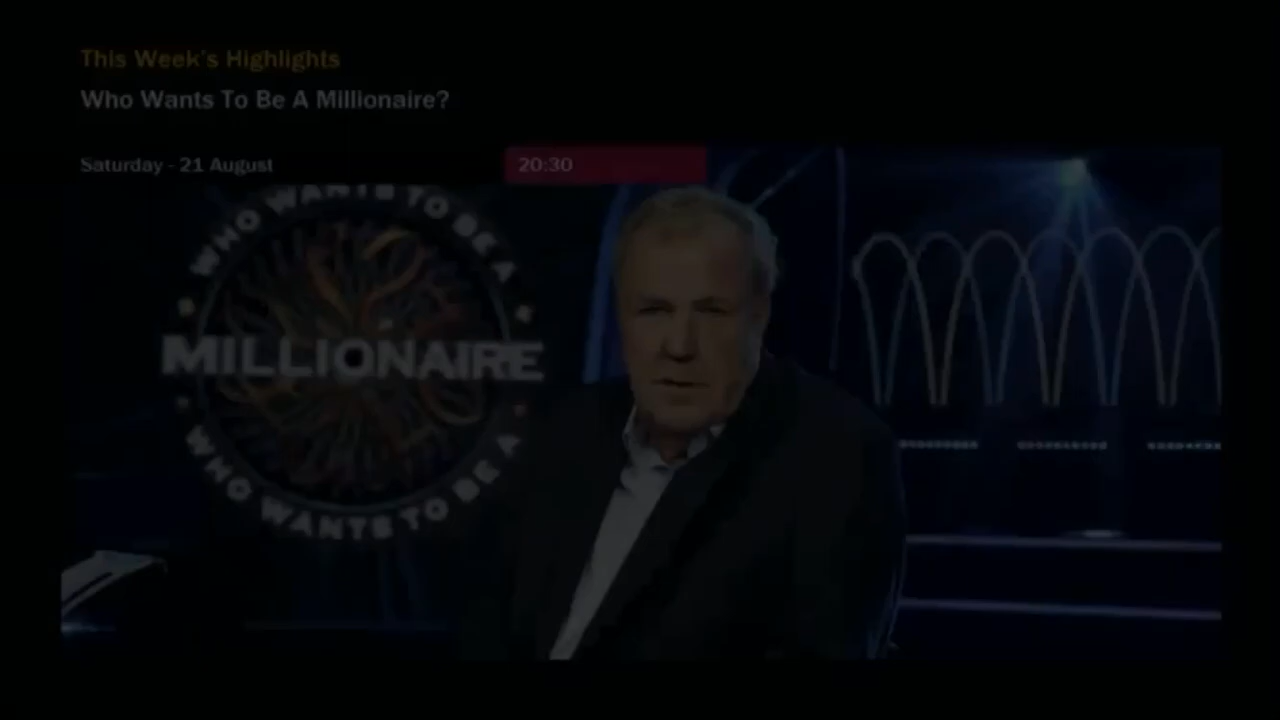 This Week's Highlights
Who Wants To Be A Millionaire?
Saturday - 21 August
20:30
WHO WANTS TO BE A
MILLIONAIRE
WHO WANTS TO BE A